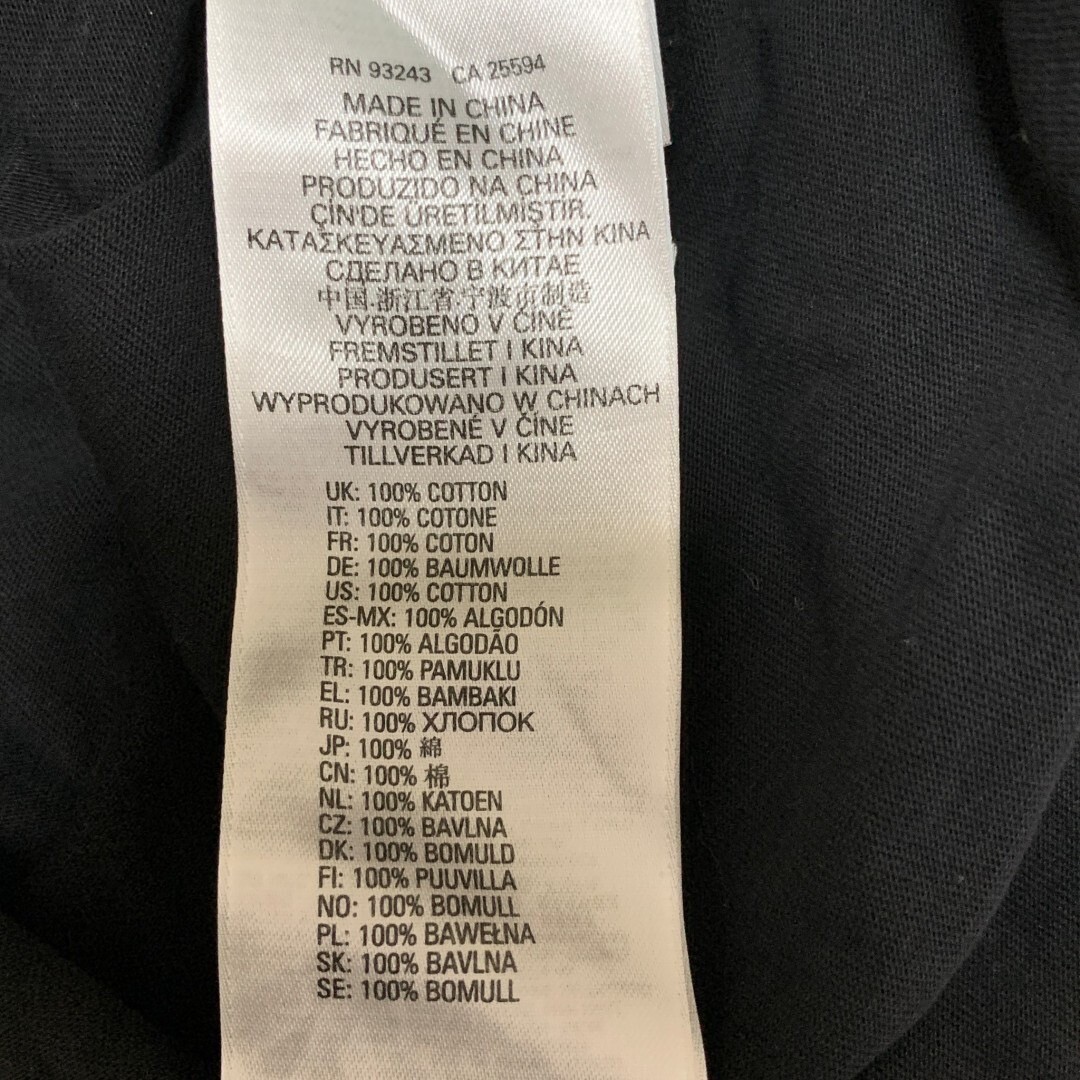 RN 93243 CA 25594
MADE IN CHINA
FABRIQUÉ EN CHINE
HECHO EN CHINA
PRODUZIDO NA CHINA
ÇİN'DE ÜRETİLMİŞTİR.
ΚΑΤΑΣΚΕΥΑΣΜΕΝΟ ΣΤΗΝ ΚΙΝΑ
СДЕЛАНО В КИТАЕ
中国.浙江省.宁波市制造
VYROBENO V ČÍNĚ
FREMSTILLET I KINA
PRODUSERT I KINA
WYPRODUKOWANO W CHINACH
VYROBENÉ V ČÍNE
TILLVERKAD I KINA
UK: 100% COTTON
IT: 100% COTONE
FR: 100% COTON
DE: 100% BAUMWOLLE
US: 100% COTTON
ES-MX: 100% ALGODÓN
PT: 100% ALGODÃO
TR: 100% PAMUKLU
EL: 100% BAMBAKI
RU: 100% ХЛОПОК
JP: 100% 綿
CN: 100% 棉
NL: 100% KATOEN
CZ: 100% BAVLNA
DK: 100% BOMULD
FI: 100% PUUVILLA
NO: 100% BOMULL
PL: 100% BAWEŁNA
SK: 100% BAVLNA
SE: 100% BOMULL